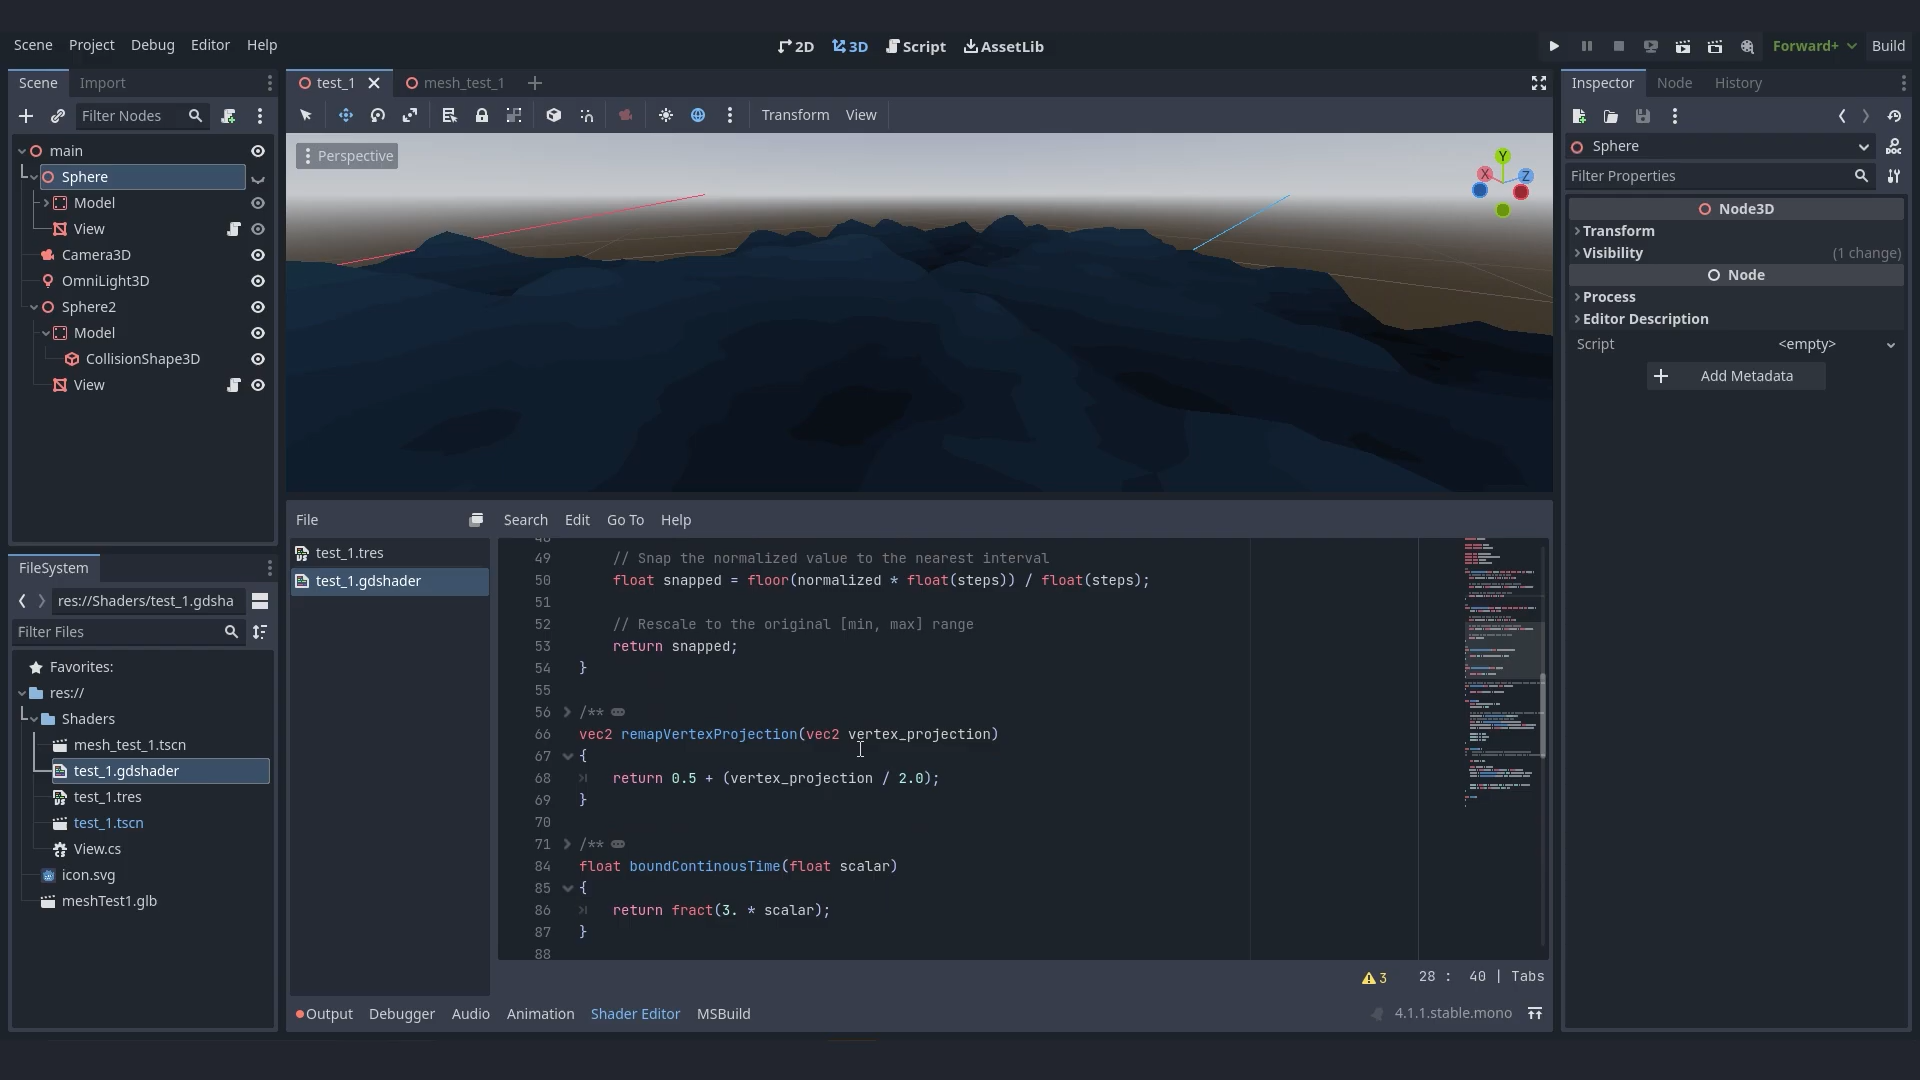 Scene Project Debug Editor Help
2D 3D Script AssetLib
Forward+ Build
Scene Import
Filter Nodes
main
Sphere
Model
View
Camera3D
OmniLight3D
Sphere2
Model
CollisionShape3D
View
FileSystem
res://Shaders/test_1.gdsha
Filter Files
Favorites:
res://
Shaders
mesh_test_1.tscn
test_1.gdshader
test_1.tres
test_1.tscn
View.cs
icon.svg
meshTest1.glb
test_1 mesh_test_1
Transform View
Perspective
Y
X
Z
File
test_1.tres
test_1.gdshader
Search Edit Go To Help
48
49 // Snap the normalized value to the nearest interval
50 float snapped = floor(normalized * float(steps)) / float(steps);
51
52 // Rescale to the original [min, max] range
53 return snapped;
54 }
55
56 /**
66 vec2 remapVertexProjection(vec2 vertex_projection)
67 {
68 return 0.5 + (vertex_projection / 2.0);
69 }
70
71 /**
84 float boundContinousTime(float scalar)
85 {
86 return fract(3. * scalar);
87 }
88
3 28 : 40 | Tabs
Output Debugger Audio Animation Shader Editor MSBuild
4.1.1.stable.mono
Inspector Node History
Sphere
Filter Properties
Node3D
Transform
Visibility (1 change)
Node
Process
Editor Description
Script <empty>
Add Metadata